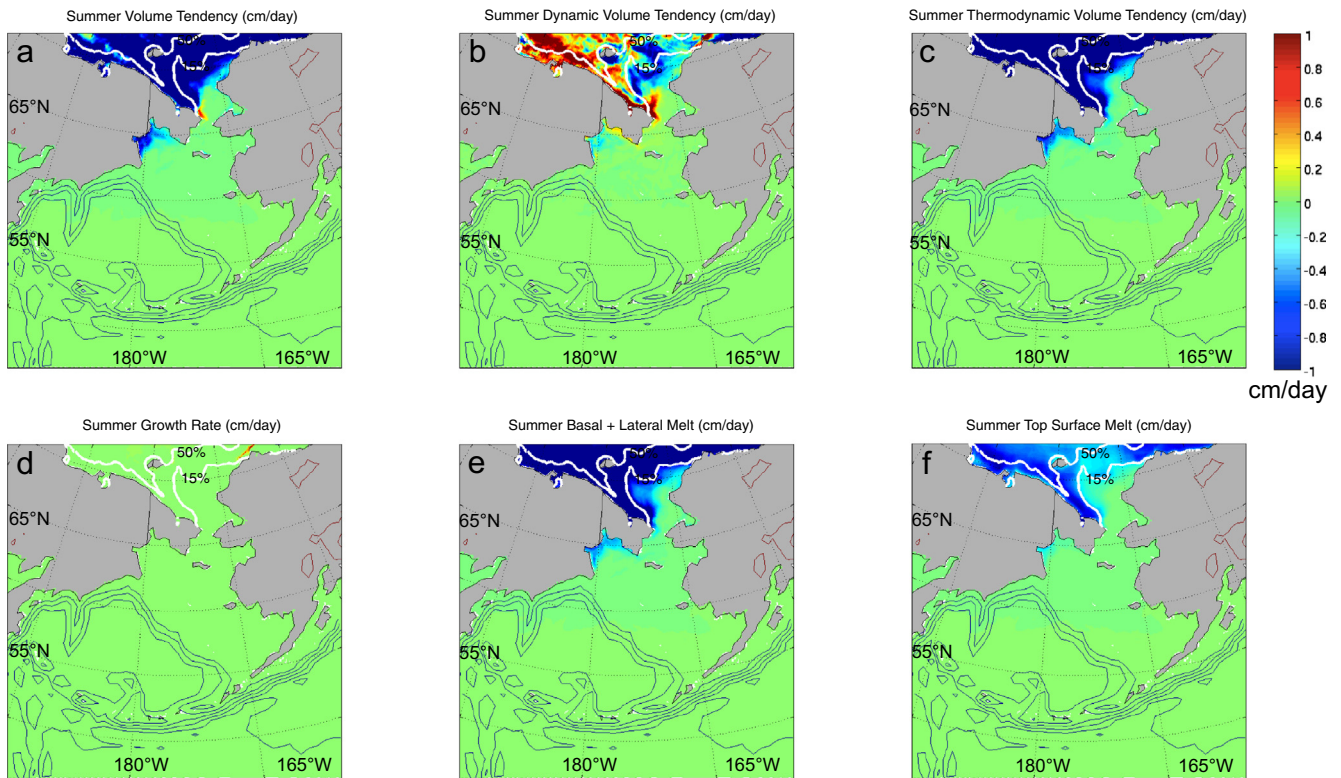 Summer Volume Tendency (cm/day)
Summer Dynamic Volume Tendency (cm/day)
Summer Thermodynamic Volume Tendency (cm/day)
a
50%
15%
65°N
55°N
180°W
165°W
b
50%
15%
65°N
55°N
180°W
165°W
c
50%
15%
65°N
55°N
180°W
165°W
1
0.8
0.6
0.4
0.2
0
-0.2
-0.4
-0.6
-0.8
-1
cm/day
Summer Growth Rate (cm/day)
Summer Basal + Lateral Melt (cm/day)
Summer Top Surface Melt (cm/day)
d
50%
15%
65°N
55°N
180°W
165°W
e
50%
15%
65°N
55°N
180°W
165°W
f
50%
15%
65°N
55°N
180°W
165°W